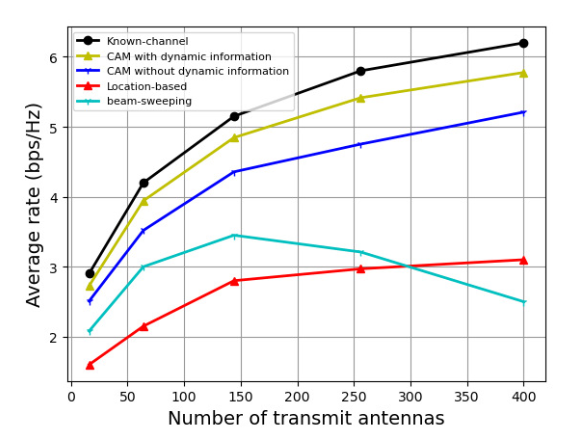 Known-channel
CAM with dynamic information
CAM without dynamic information
Location-based
beam-sweeping
6
5
4
3
2
Average rate (bps/Hz)
0 50 100 150 200 250 300 350 400
Number of transmit antennas